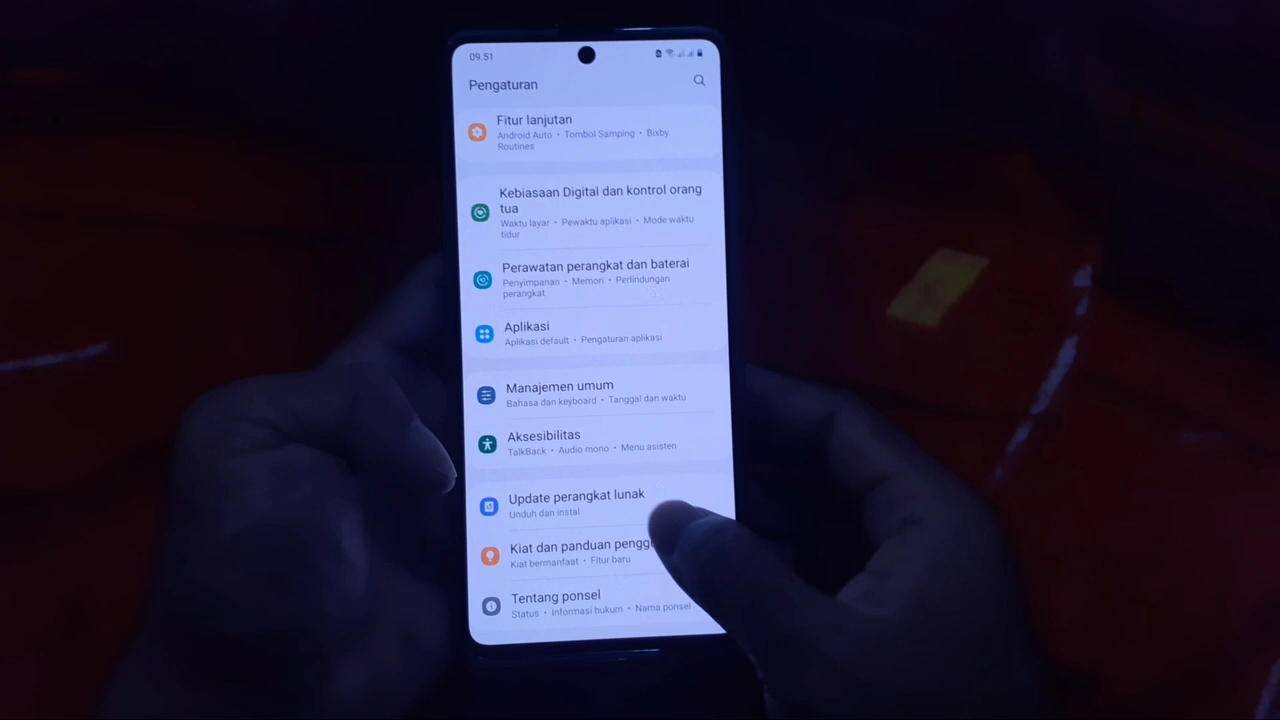 09.51
Pengaturan
Fitur lanjutan
Android Auto • Tombol Samping • Bixby
Routines
Kebiasaan Digital dan kontrol orang
tua
Waktu layar • Pewaktu aplikasi • Mode waktu
tidur
Perawatan perangkat dan baterai
Penyimpanan • Memori • Perlindungan
perangkat
Aplikasi
Aplikasi default • Pengaturan aplikasi
Manajemen umum
Bahasa dan keyboard • Tanggal dan waktu
Aksesibilitas
TalkBack • Audio mono • Menu asisten
Update perangkat lunak
Unduh dan instal
Kiat dan panduan
Kiat bermanfaat • Fitur baru
Tentang ponsel
Status • Informasi hukum • Nama ponsel